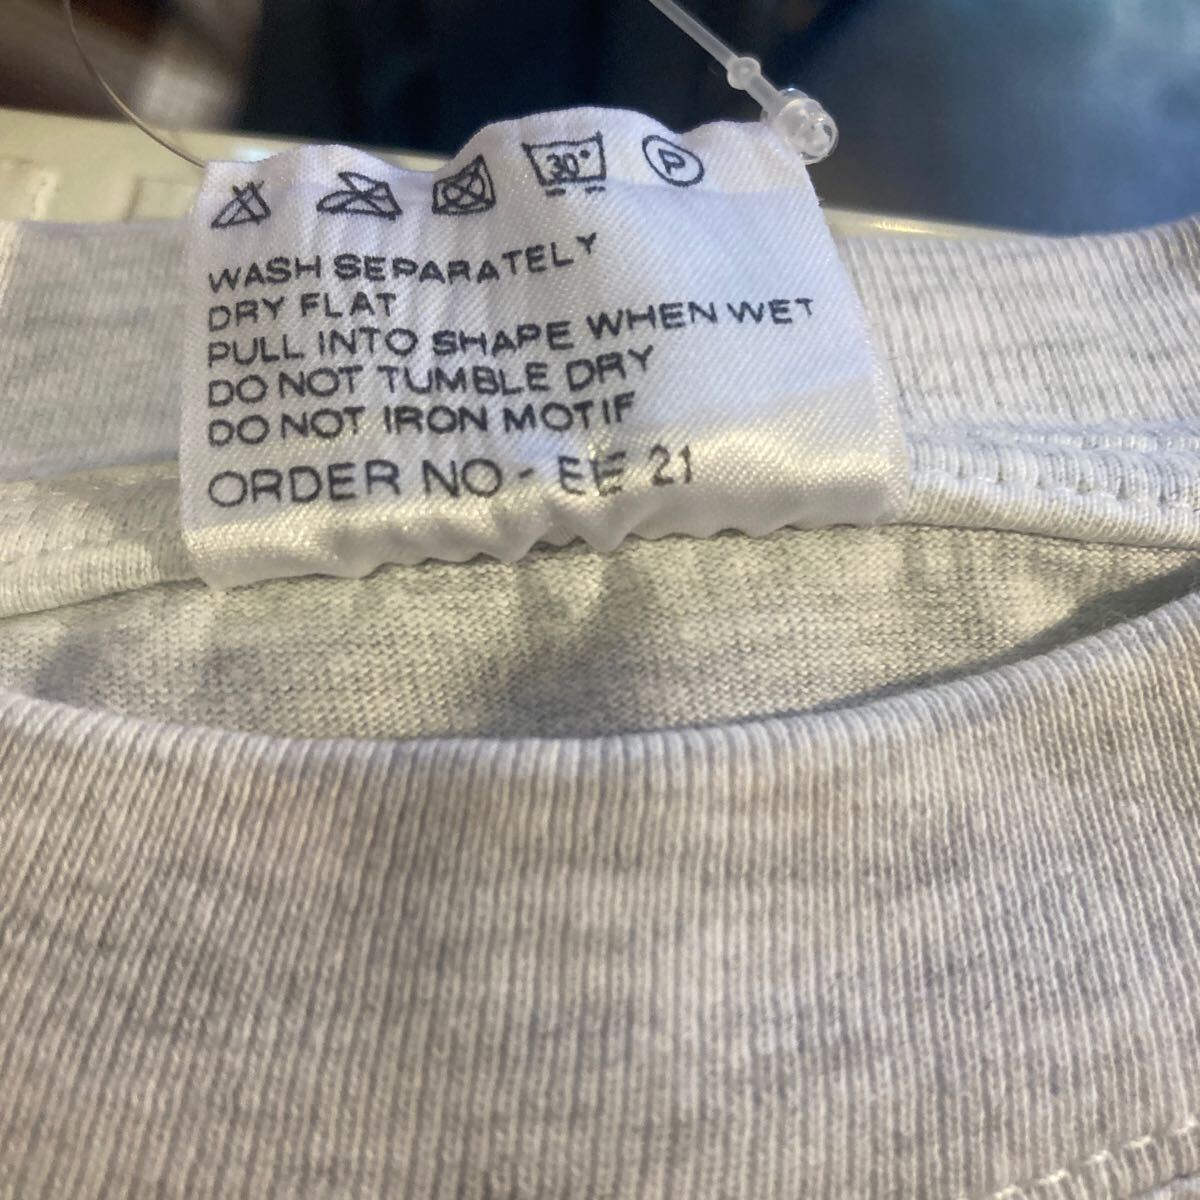 30°
P
WASH SEPARATELY
DRY FLAT
PULL INTO SHAPE WHEN WET
DO NOT TUMBLE DRY
DO NOT IRON MOTIF
ORDER NO - EE 21